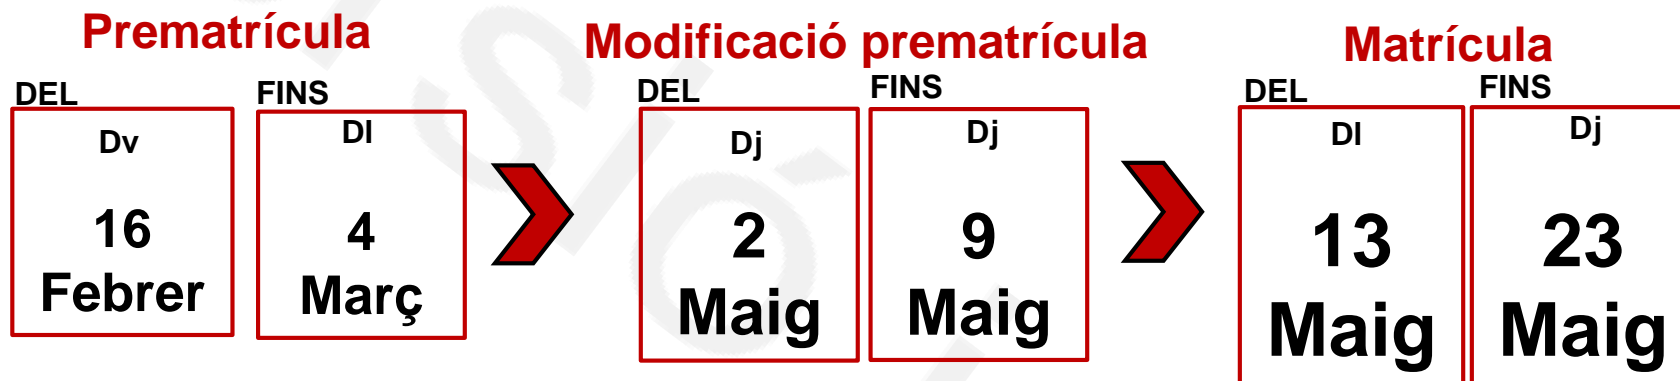 Prematrícula
DEL
FINS
Dv
16
Febrer
Dl
4
Març
Modificació prematrícula
DEL
FINS
Dj
2
Maig
Dj
9
Maig
Matrícula
DEL
FINS
Dl
13
Maig
Dj
23
Maig